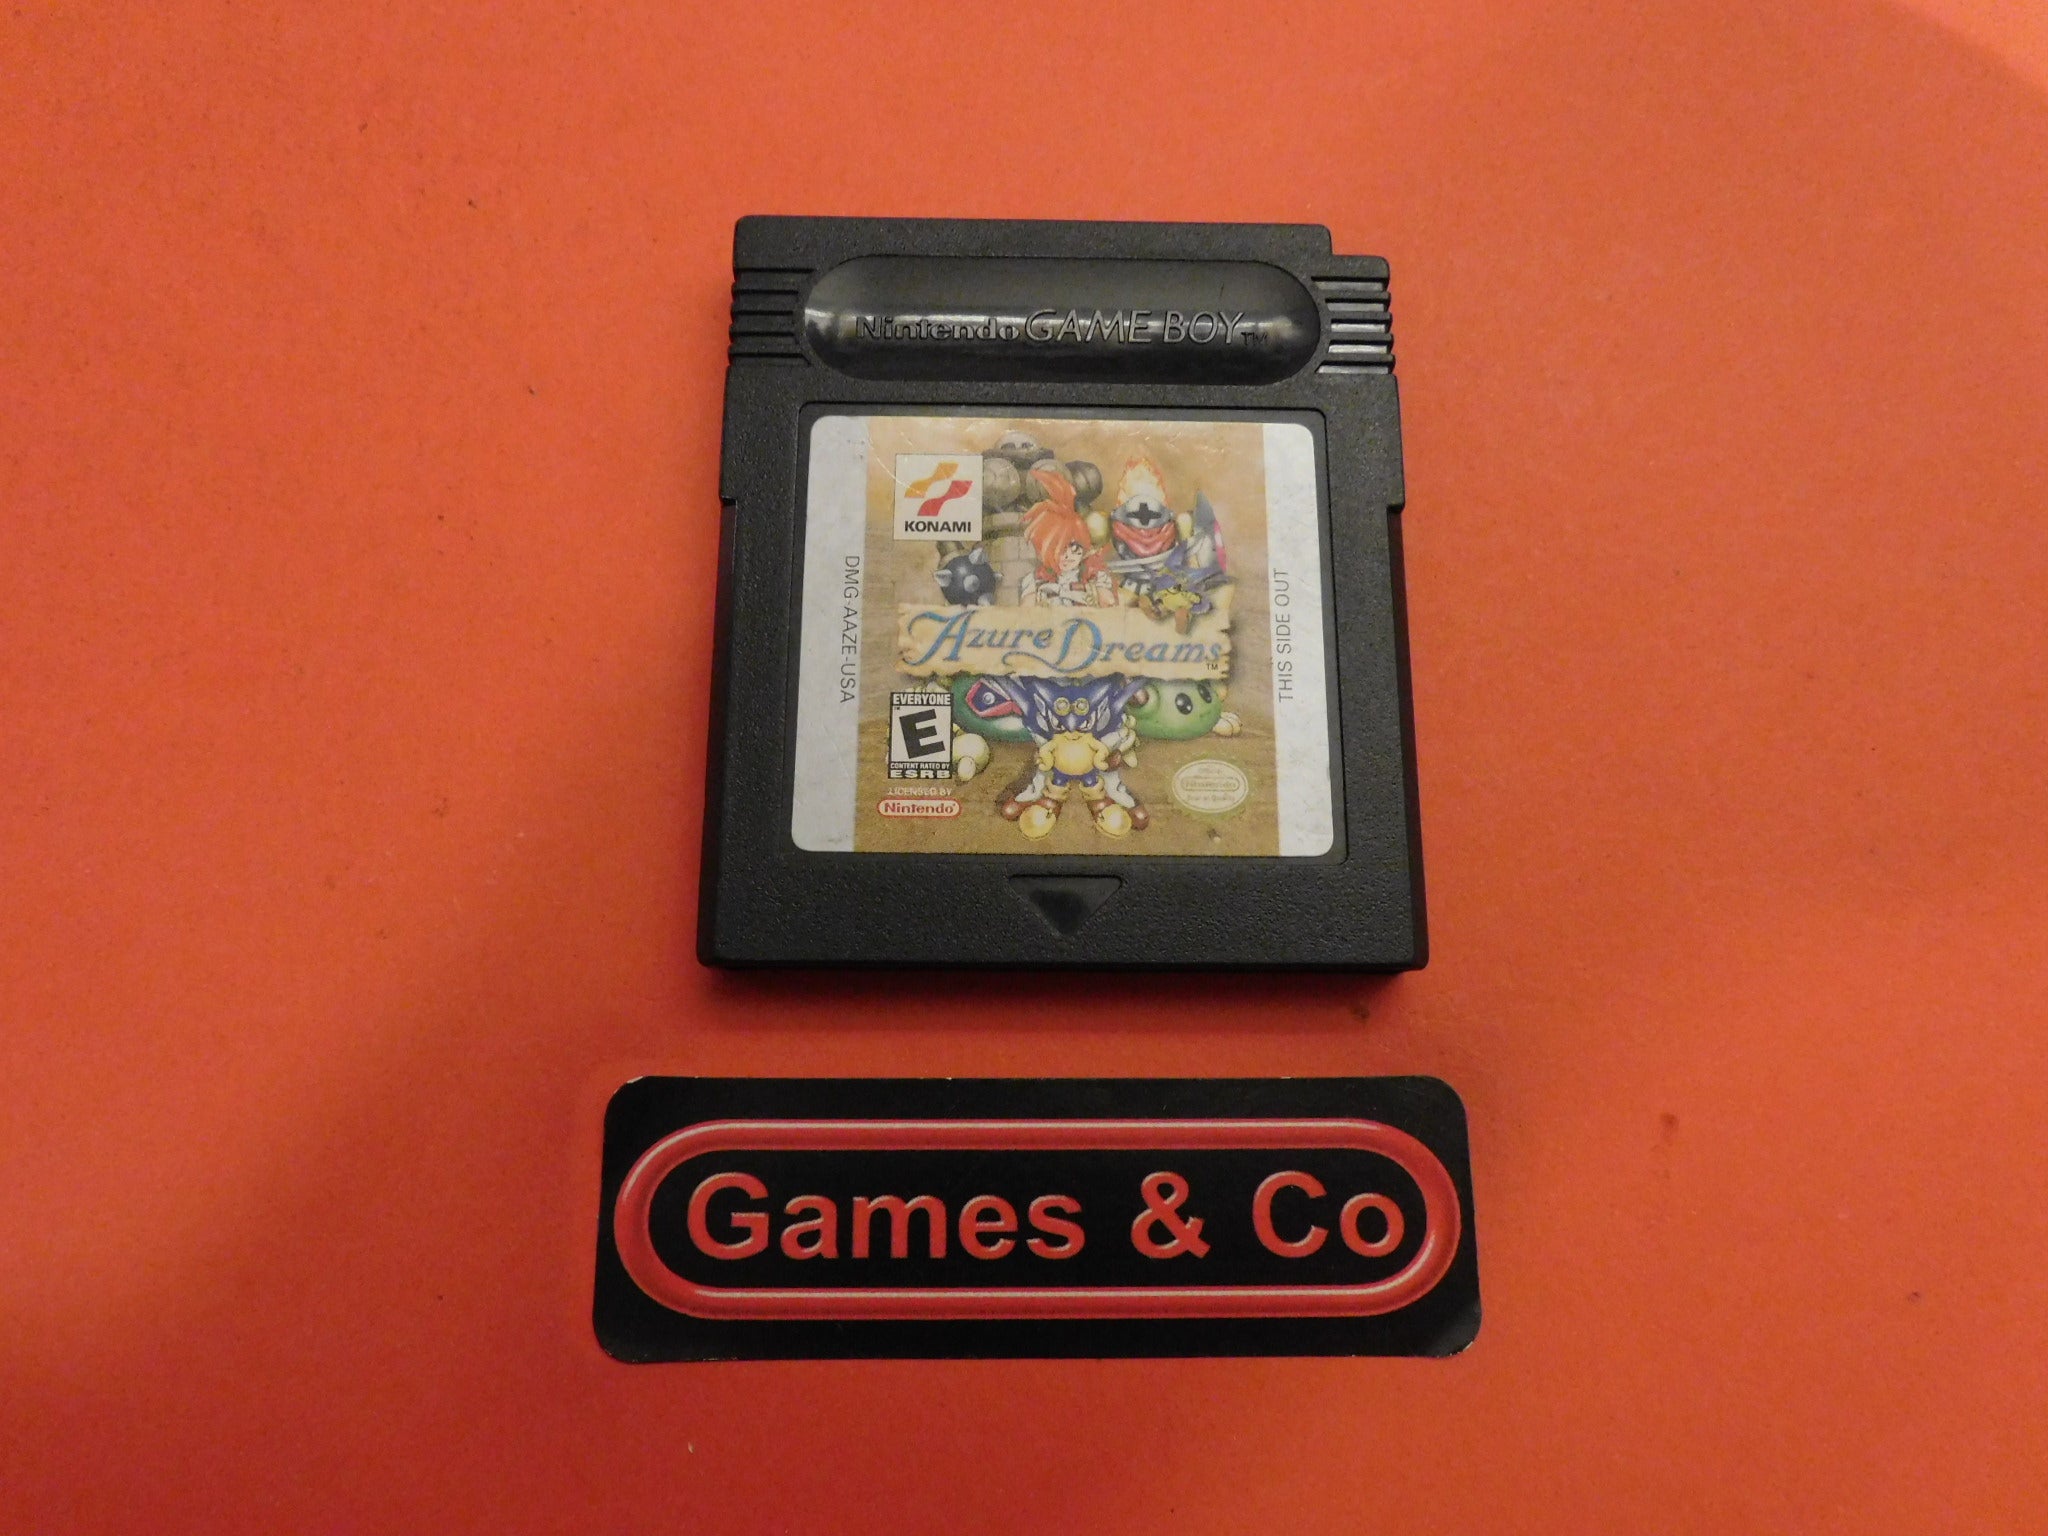 Nintendo GAME BOY™
KONAMI
DMG-AAZE-USA
THIS SIDE OUT
Azure Dreams™
EVERYONE
E
CONTENT RATED BY
ESRB
LICENSED BY
Nintendo
Games & Co